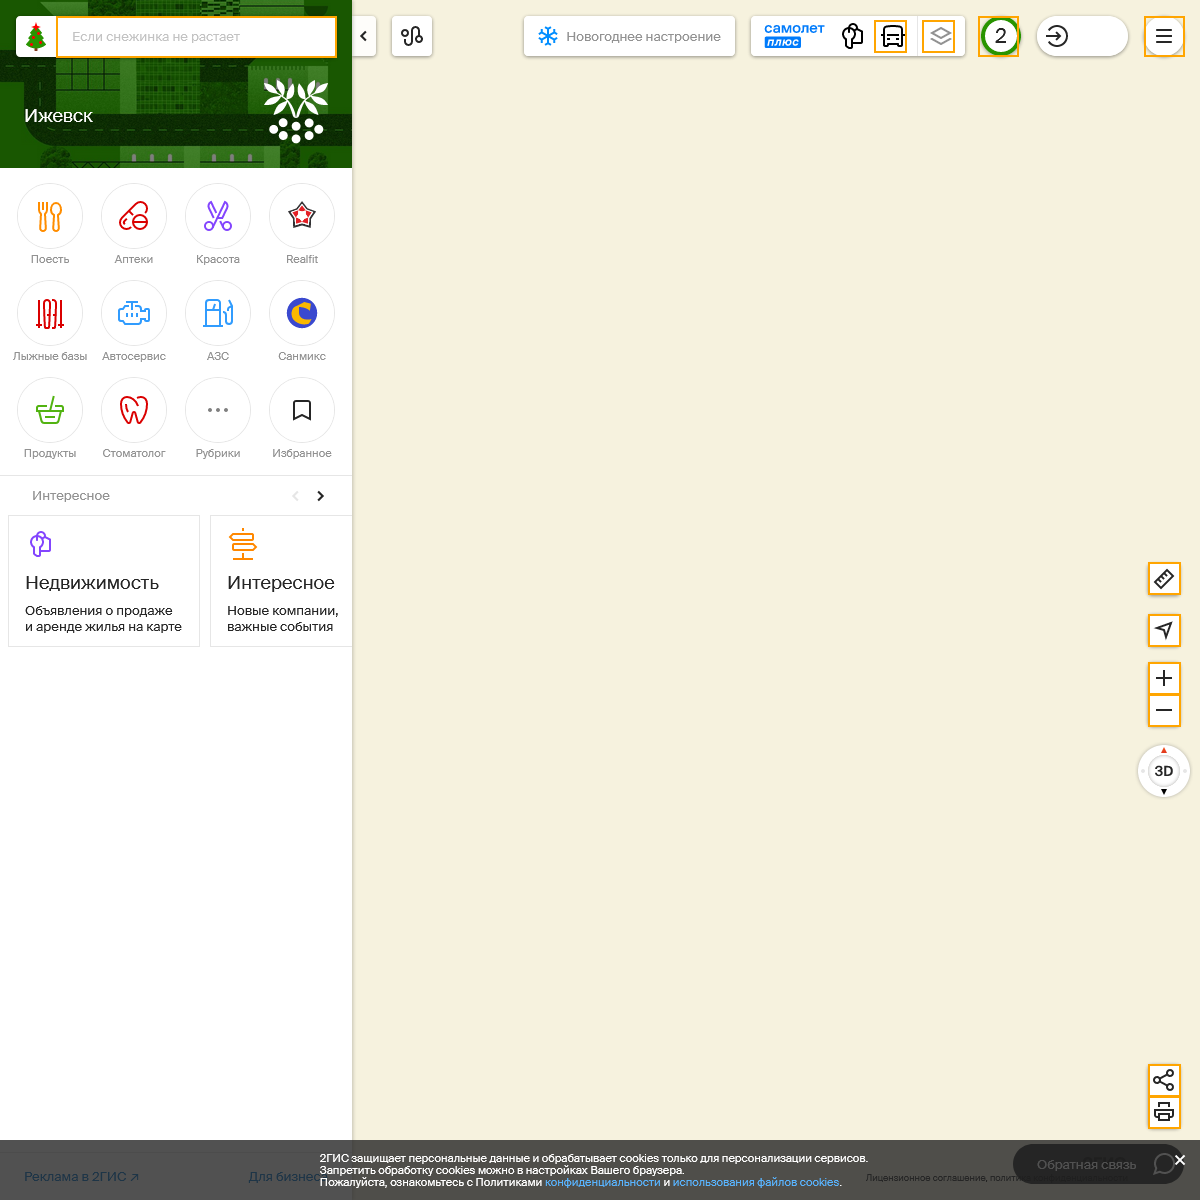 Если снежинка не растает
Новогоднее настроение
самолет
плюс
2
Ижевск
Поесть
Аптеки
Красота
Realfit
Лыжные базы
Автосервис
АЗС
Санмикс
Продукты
Стоматолог
Рубрики
Избранное
Интересное
Недвижимость
Объявления о продаже
и аренде жилья на карте
Интересное
Новые компании,
важные события
3D
2ГИС защищает персональные данные и обрабатывает cookies только для персонализации сервисов.
Запретить обработку cookies можно в настройках Вашего браузера.
Пожалуйста, ознакомьтесь с Политиками конфиденциальности и использования файлов cookies.
Реклама в 2ГИС ↗
Для бизнес
Лицензионное соглашение,
Обратная связь